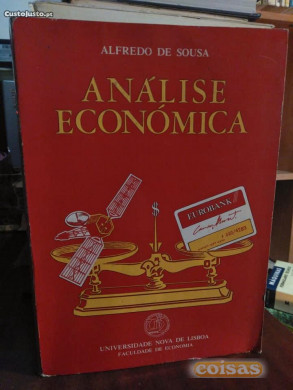 CustoJusto.pt
ALFREDO DE SOUSA
ANÁLISE
ECONÓMICA
$
EUROBANK
UNIVERSIDADE NOVA DE LISBOA
FACULDADE DE ECONOMIA
coisas